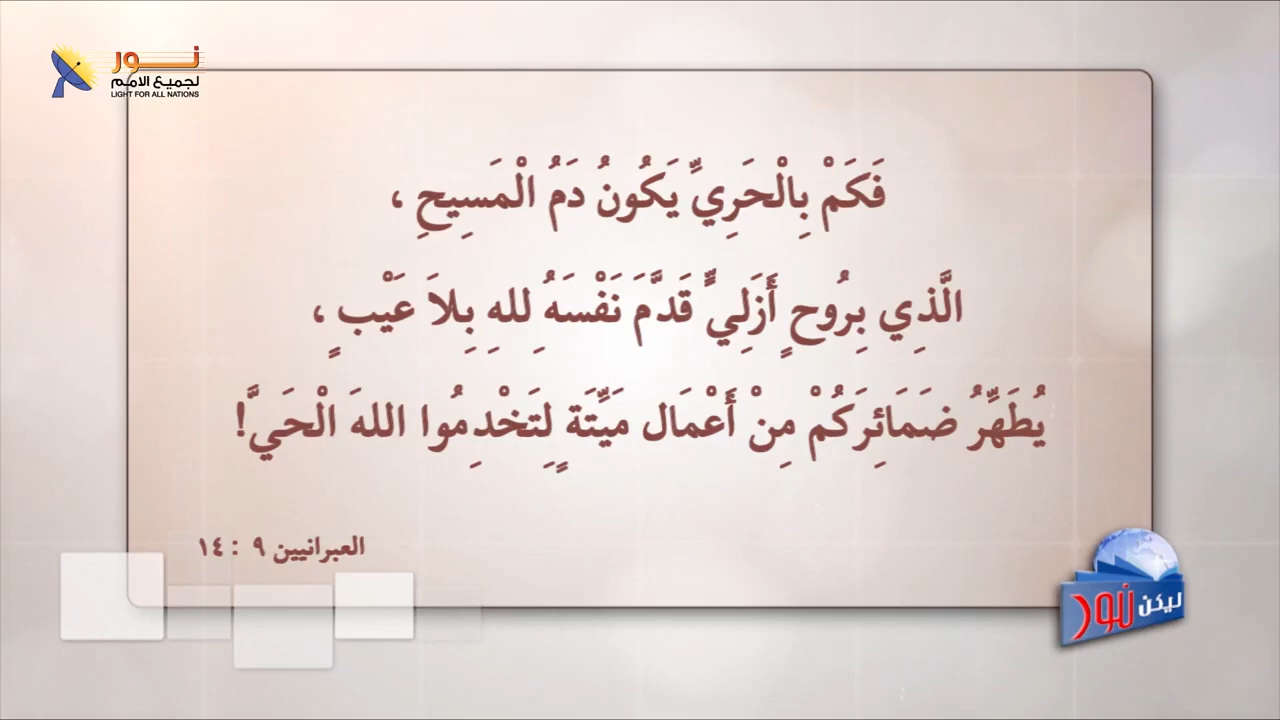 نور
لجميع الامم
LIGHT FOR ALL NATIONS
فَكَمْ بِالْحَرِيِّ يَكُونُ دَمُ الْمَسِيحِ ،
الَّذِي بِرُوحٍ أَزَلِيٍّ قَدَّمَ نَفْسَهُ لِلهِ بِلاَ عَيْبٍ ،
يُطَهِّرُ ضَمَائِرَكُمْ مِنْ أَعْمَال مَيِّتَةٍ لِتَخْدِمُوا اللهَ الْحَيَّ!
العبرانيين ٩ : ١٤
ليكن نور